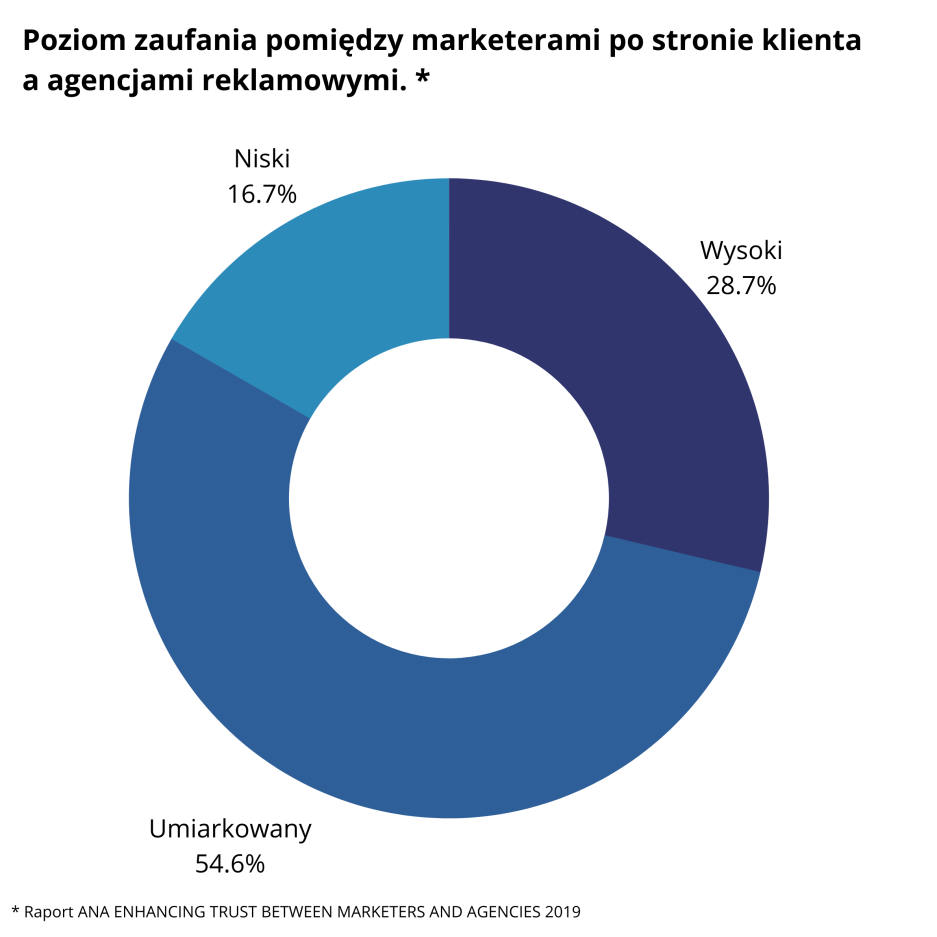 Poziom zaufania pomiędzy marketerami po stronie klienta
a agencjami reklamowymi. *
Niski
16.7%
Wysoki
28.7%
Umiarkowany
54.6%
* Raport ANA ENHANCING TRUST BETWEEN MARKETERS AND AGENCIES 2019